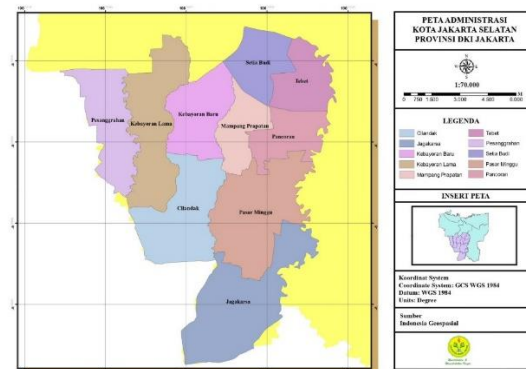 Setia Budi
Tebet
Pesanggrahan
Kebayoran Lama
Kebayoran Baru
Mampang Prapatan
Pancoran
Cilandak
Pasar Minggu
Jagakarsa
PETA ADMINISTRASI
KOTA JAKARTA SELATAN
PROVINSI DKI JAKARTA
1:70.000
LEGENDA
Cilandak
Jagakarsa
Kebayoran Baru
Kebayoran Lama
Mampang Prapatan
Tebet
Pesanggrahan
Setia Budi
Pasar Minggu
Pancoran
INSERT PETA
Koordinat System
Coordinate System: GCS WGS 1984
Datum: WGS 1984
Units: Degree
Sumber
Indonesia Geospasial